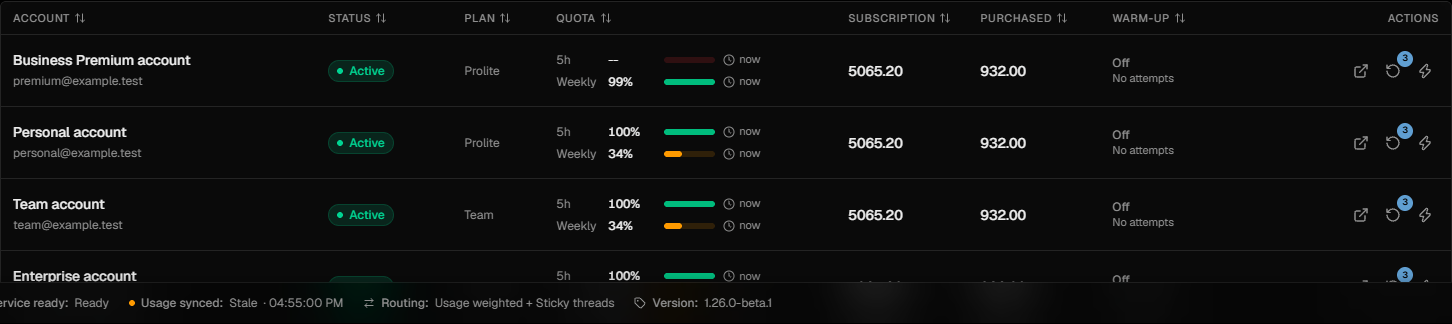 ACCOUNT STATUS PLAN QUOTA SUBSCRIPTION PURCHASED WARM-UP ACTIONS
Business Premium account
premium@example.test
Active
Prolite
5h -- now
Weekly 99% now
5065.20
932.00
Off
No attempts
3
Personal account
personal@example.test
Active
Prolite
5h 100% now
Weekly 34% now
5065.20
932.00
Off
No attempts
3
Team account
team@example.test
Active
Team
5h 100% now
Weekly 34% now
5065.20
932.00
Off
No attempts
3
Enterprise account
5h 100% now
Off
3
ervice ready: Ready Usage synced: Stale · 04:55:00 PM Routing: Usage weighted + Sticky threads Version: 1.26.0-beta.1